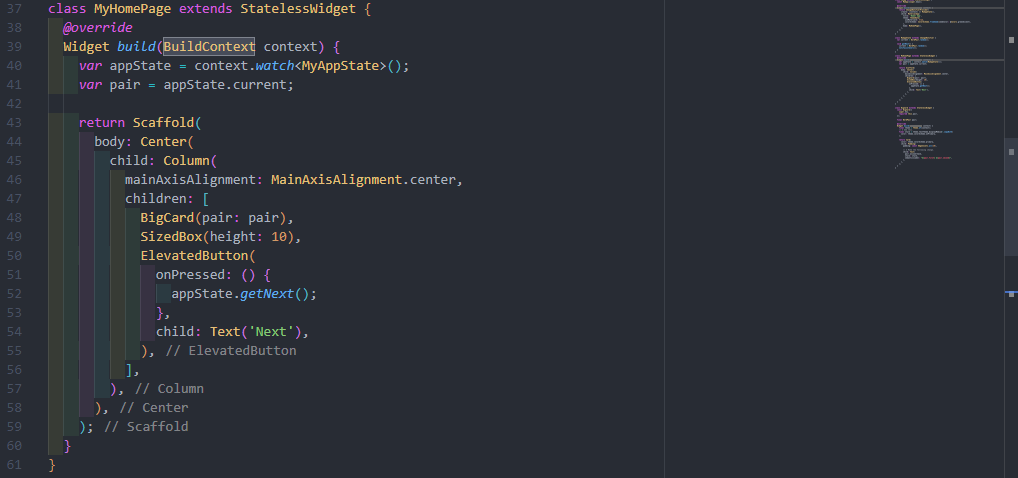 37 class MyHomePage extends StatelessWidget {
38   @override
39   Widget build(BuildContext context) {
40     var appState = context.watch<MyAppState>();
41     var pair = appState.current;
42
43     return Scaffold(
44       body: Center(
45         child: Column(
46           mainAxisAlignment: MainAxisAlignment.center,
47           children: [
48             BigCard(pair: pair),
49             SizedBox(height: 10),
50             ElevatedButton(
51               onPressed: () {
52                 appState.getNext();
53               },
54               child: Text('Next'),
55             ), // ElevatedButton
56           ],
57         ), // Column
58       ), // Center
59     ); // Scaffold
60   }
61 }